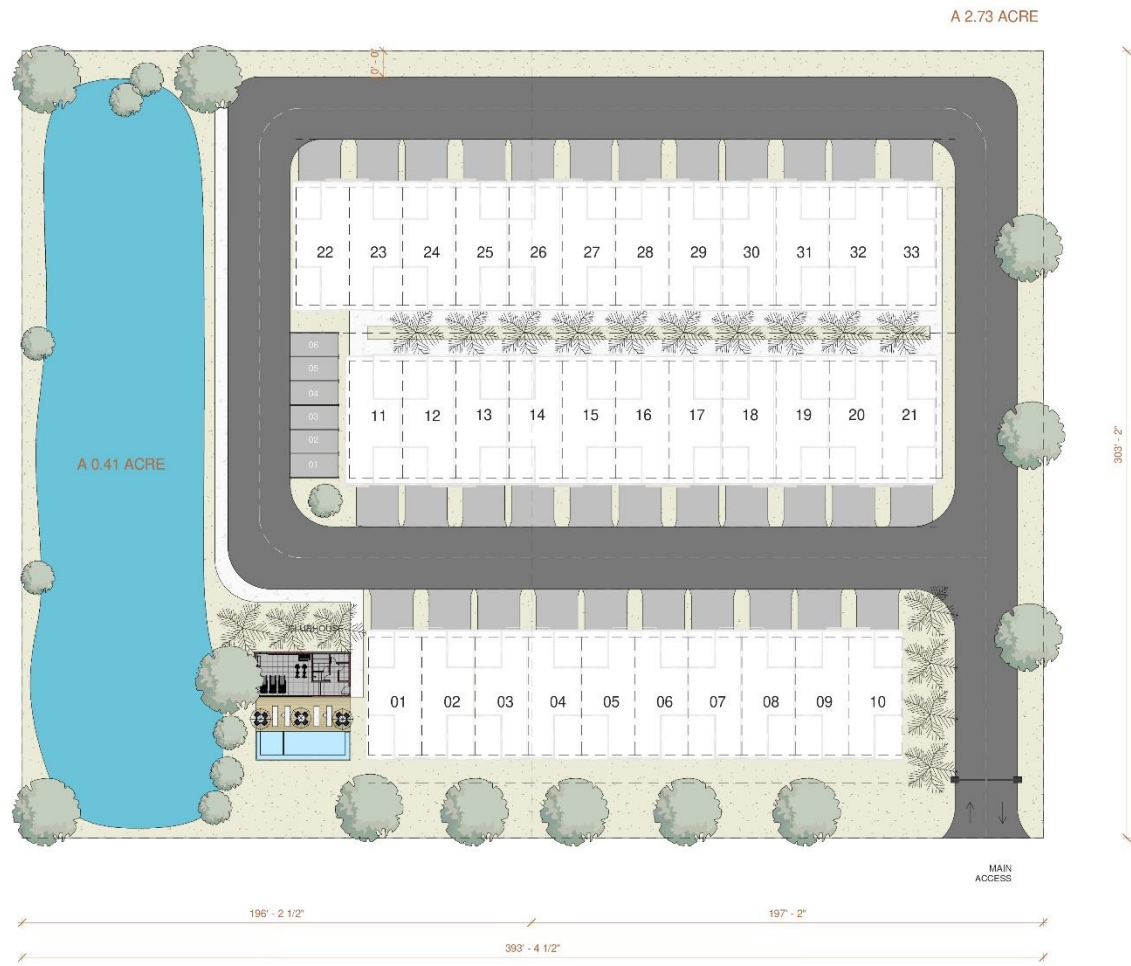 A 2.73 ACRE
0' - 0"
22 23 24 25 26 27 28 29 30 31 32 33
06
05
04
03
02
01
11 12 13 14 15 16 17 18 19 20 21
A 0.41 ACRE
303' - 2"
CLUBHOUSE
01 02 03 04 05 06 07 08 09 10
MAIN
ACCESS
196' - 2 1/2"
197' - 2"
393' - 4 1/2"